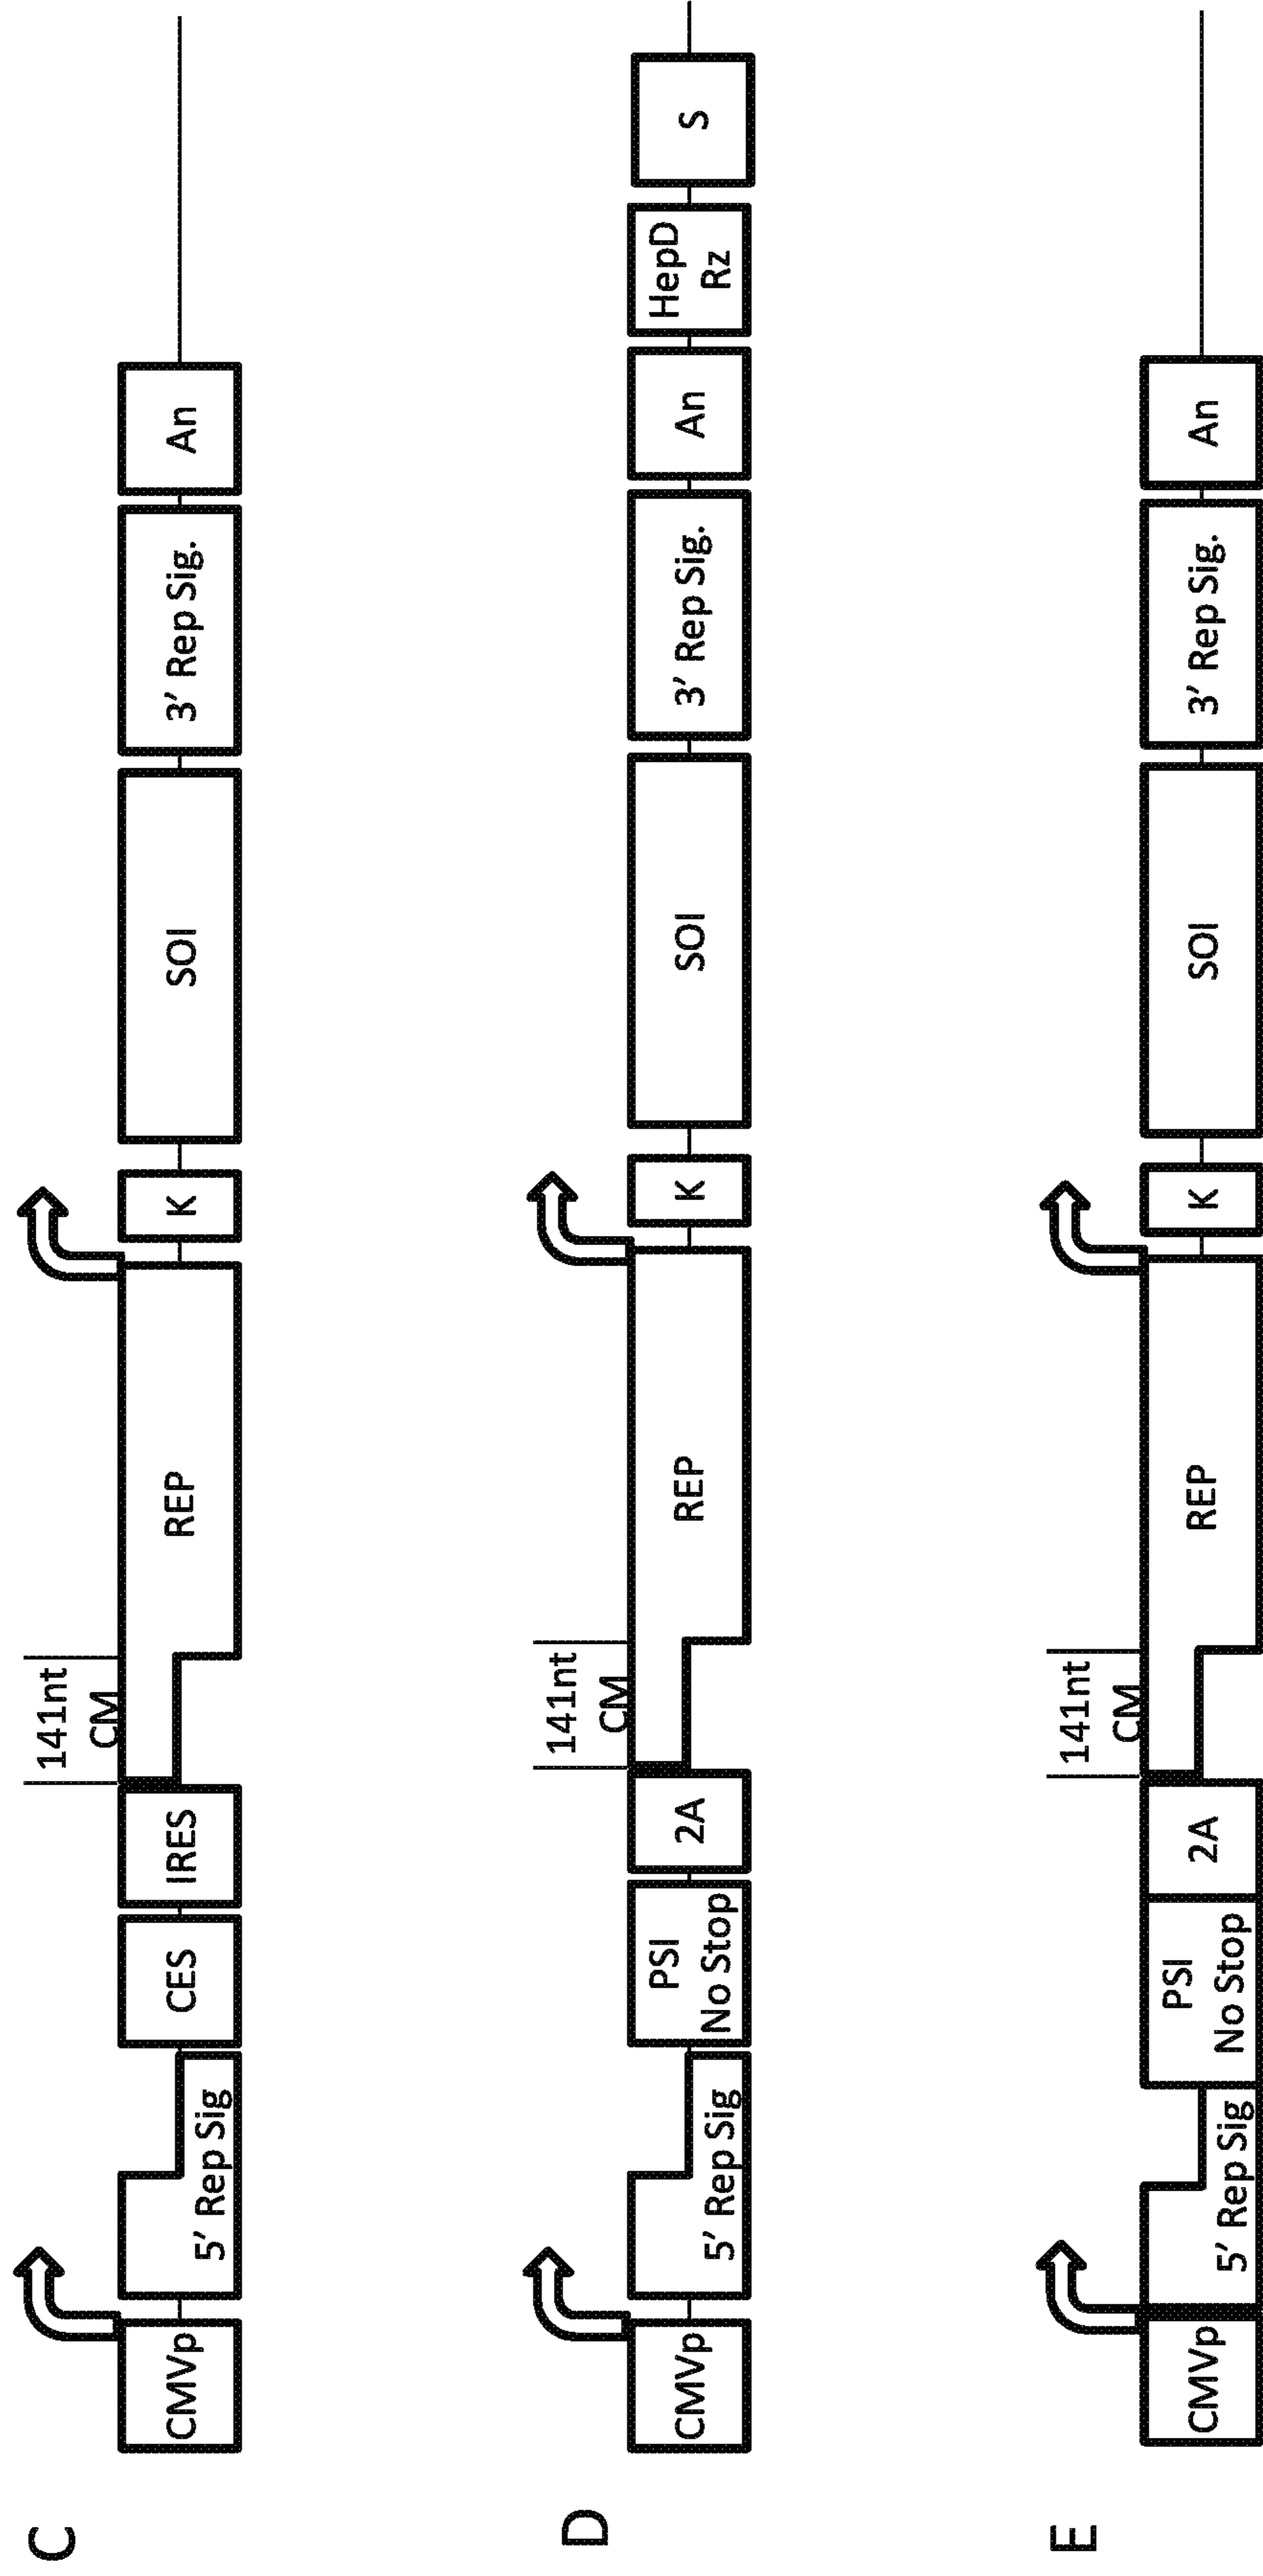 C
CMVp
5′ Rep Sig
CES
IRES
141nt
CM
REP
K
SOI
3′ Rep Sig.
An
D
CMVp
5′ Rep Sig
PSI
No Stop
2A
141nt
CM
REP
K
SOI
3′ Rep Sig.
An
HepD
Rz
S
E
CMVp
5′ Rep Sig
PSI
No Stop
2A
141nt
CM
REP
K
SOI
3′ Rep Sig.
An